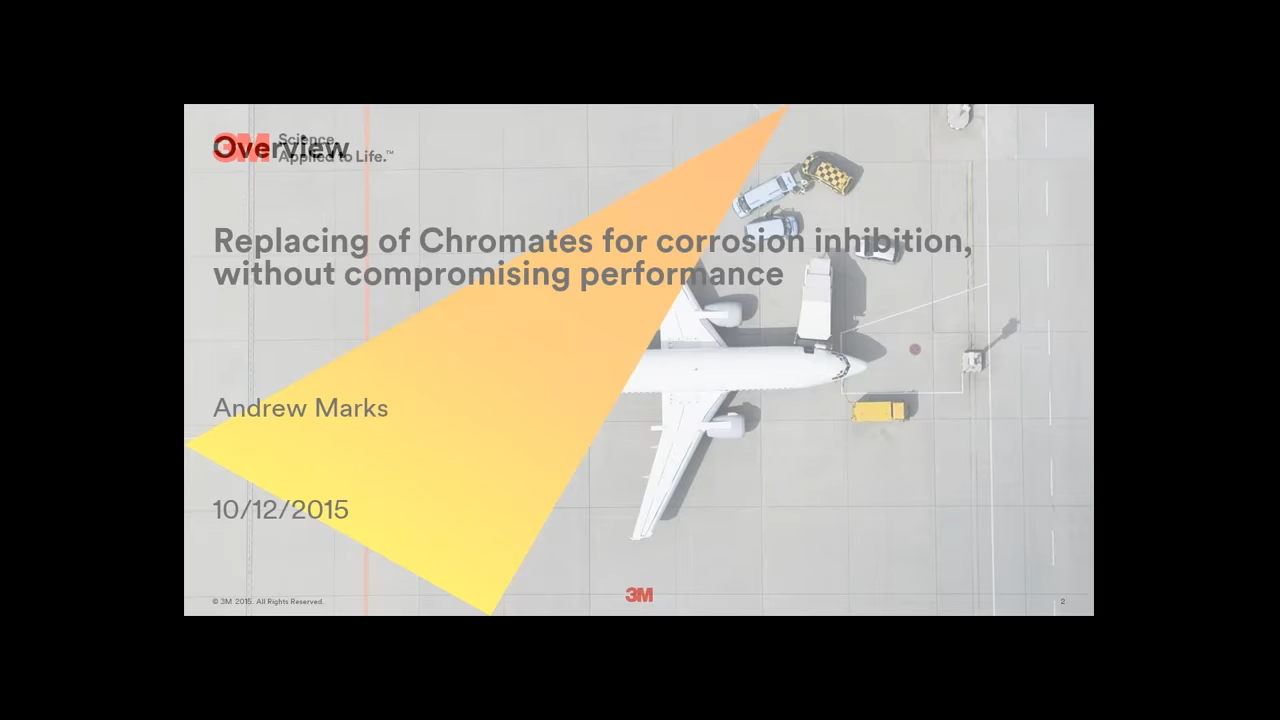 Overview
3M Science.
Applied to Life.™
Replacing of Chromates for corrosion inhibition,
without compromising performance
Andrew Marks
10/12/2015
© 3M 2015. All Rights Reserved.
3M
2